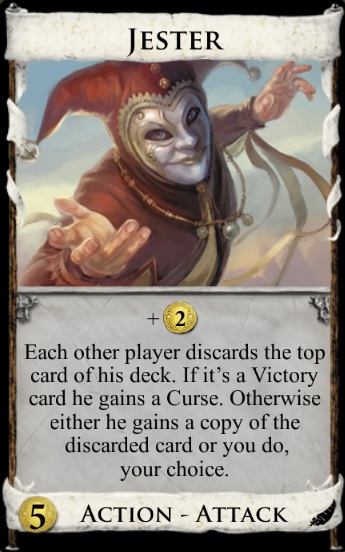 JESTER
+ 2
Each other player discards the top
card of his deck. If it's a Victory
card he gains a Curse. Otherwise
either he gains a copy of the
discarded card or you do,
your choice.
5 ACTION - ATTACK